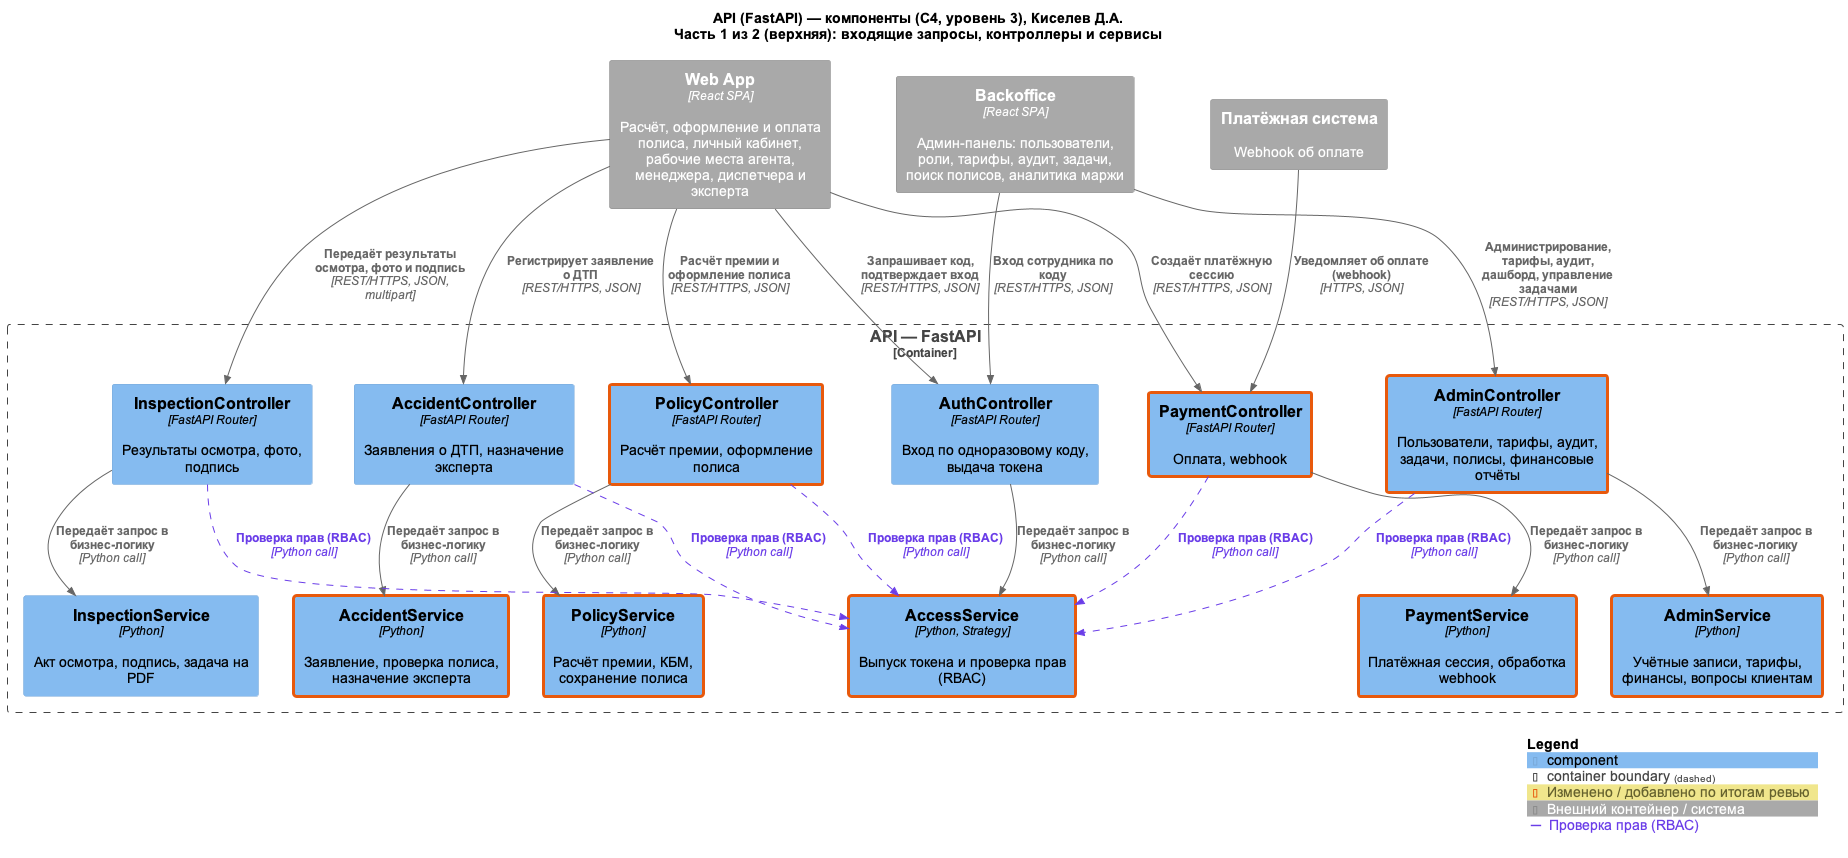 API (FastAPI) — компоненты (C4, уровень 3), Киселев Д.А.
Часть 1 из 2 (верхняя): входящие запросы, контроллеры и сервисы
Web App
[React SPA]
Расчёт, оформление и оплата
полиса, личный кабинет,
рабочие места агента,
менеджера, диспетчера и
эксперта
Backoffice
[React SPA]
Админ-панель: пользователи,
роли, тарифы, аудит, задачи,
поиск полисов, аналитика маржи
Платёжная система
Webhook об оплате
Передаёт результаты
осмотра, фото и подпись
[REST/HTTPS, JSON,
multipart]
Регистрирует заявление
о ДТП
[REST/HTTPS, JSON]
Расчёт премии и
оформление полиса
[REST/HTTPS, JSON]
Запрашивает код,
подтверждает вход
[REST/HTTPS, JSON]
Вход сотрудника по
коду
[REST/HTTPS, JSON]
Создаёт платёжную
сессию
[REST/HTTPS, JSON]
Уведомляет об оплате
(webhook)
[HTTPS, JSON]
Администрирование,
тарифы, аудит,
дашборд, управление
задачами
[REST/HTTPS, JSON]
API — FastAPI
[Container]
InspectionController
[FastAPI Router]
Результаты осмотра, фото,
подпись
AccidentController
[FastAPI Router]
Заявления о ДТП, назначение
эксперта
PolicyController
[FastAPI Router]
Расчёт премии, оформление
полиса
AuthController
[FastAPI Router]
Вход по одноразовому коду,
выдача токена
PaymentController
[FastAPI Router]
Оплата, webhook
AdminController
[FastAPI Router]
Пользователи, тарифы, аудит,
задачи, полисы, финансовые
отчёты
Передаёт запрос в
бизнес-логику
[Python call]
Проверка прав (RBAC)
[Python call]
Передаёт запрос в
бизнес-логику
[Python call]
Передаёт запрос в
бизнес-логику
[Python call]
Проверка прав (RBAC)
[Python call]
Проверка прав (RBAC)
[Python call]
Передаёт запрос в
бизнес-логику
[Python call]
Проверка прав (RBAC)
[Python call]
Проверка прав (RBAC)
[Python call]
Передаёт запрос в
бизнес-логику
[Python call]
Передаёт запрос в
бизнес-логику
[Python call]
InspectionService
[Python]
Акт осмотра, подпись, задача на
PDF
AccidentService
[Python]
Заявление, проверка полиса,
назначение эксперта
PolicyService
[Python]
Расчёт премии, КБМ,
сохранение полиса
AccessService
[Python, Strategy]
Выпуск токена и проверка прав
(RBAC)
PaymentService
[Python]
Платёжная сессия, обработка
webhook
AdminService
[Python]
Учётные записи, тарифы,
финансы, вопросы клиентам
Legend
component
container boundary (dashed)
Изменено / добавлено по итогам ревью
Внешний контейнер / система
Проверка прав (RBAC)